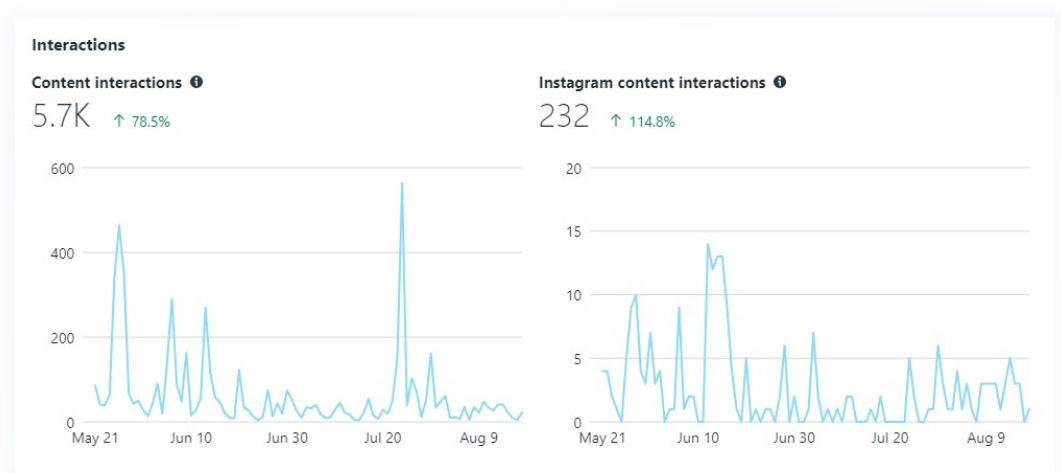 Interactions
Content interactions
5.7K ↑ 78.5%
600
400
200
0
May 21 Jun 10 Jun 30 Jul 20 Aug 9
Instagram content interactions
232 ↑ 114.8%
20
15
10
5
0
May 21 Jun 10 Jun 30 Jul 20 Aug 9